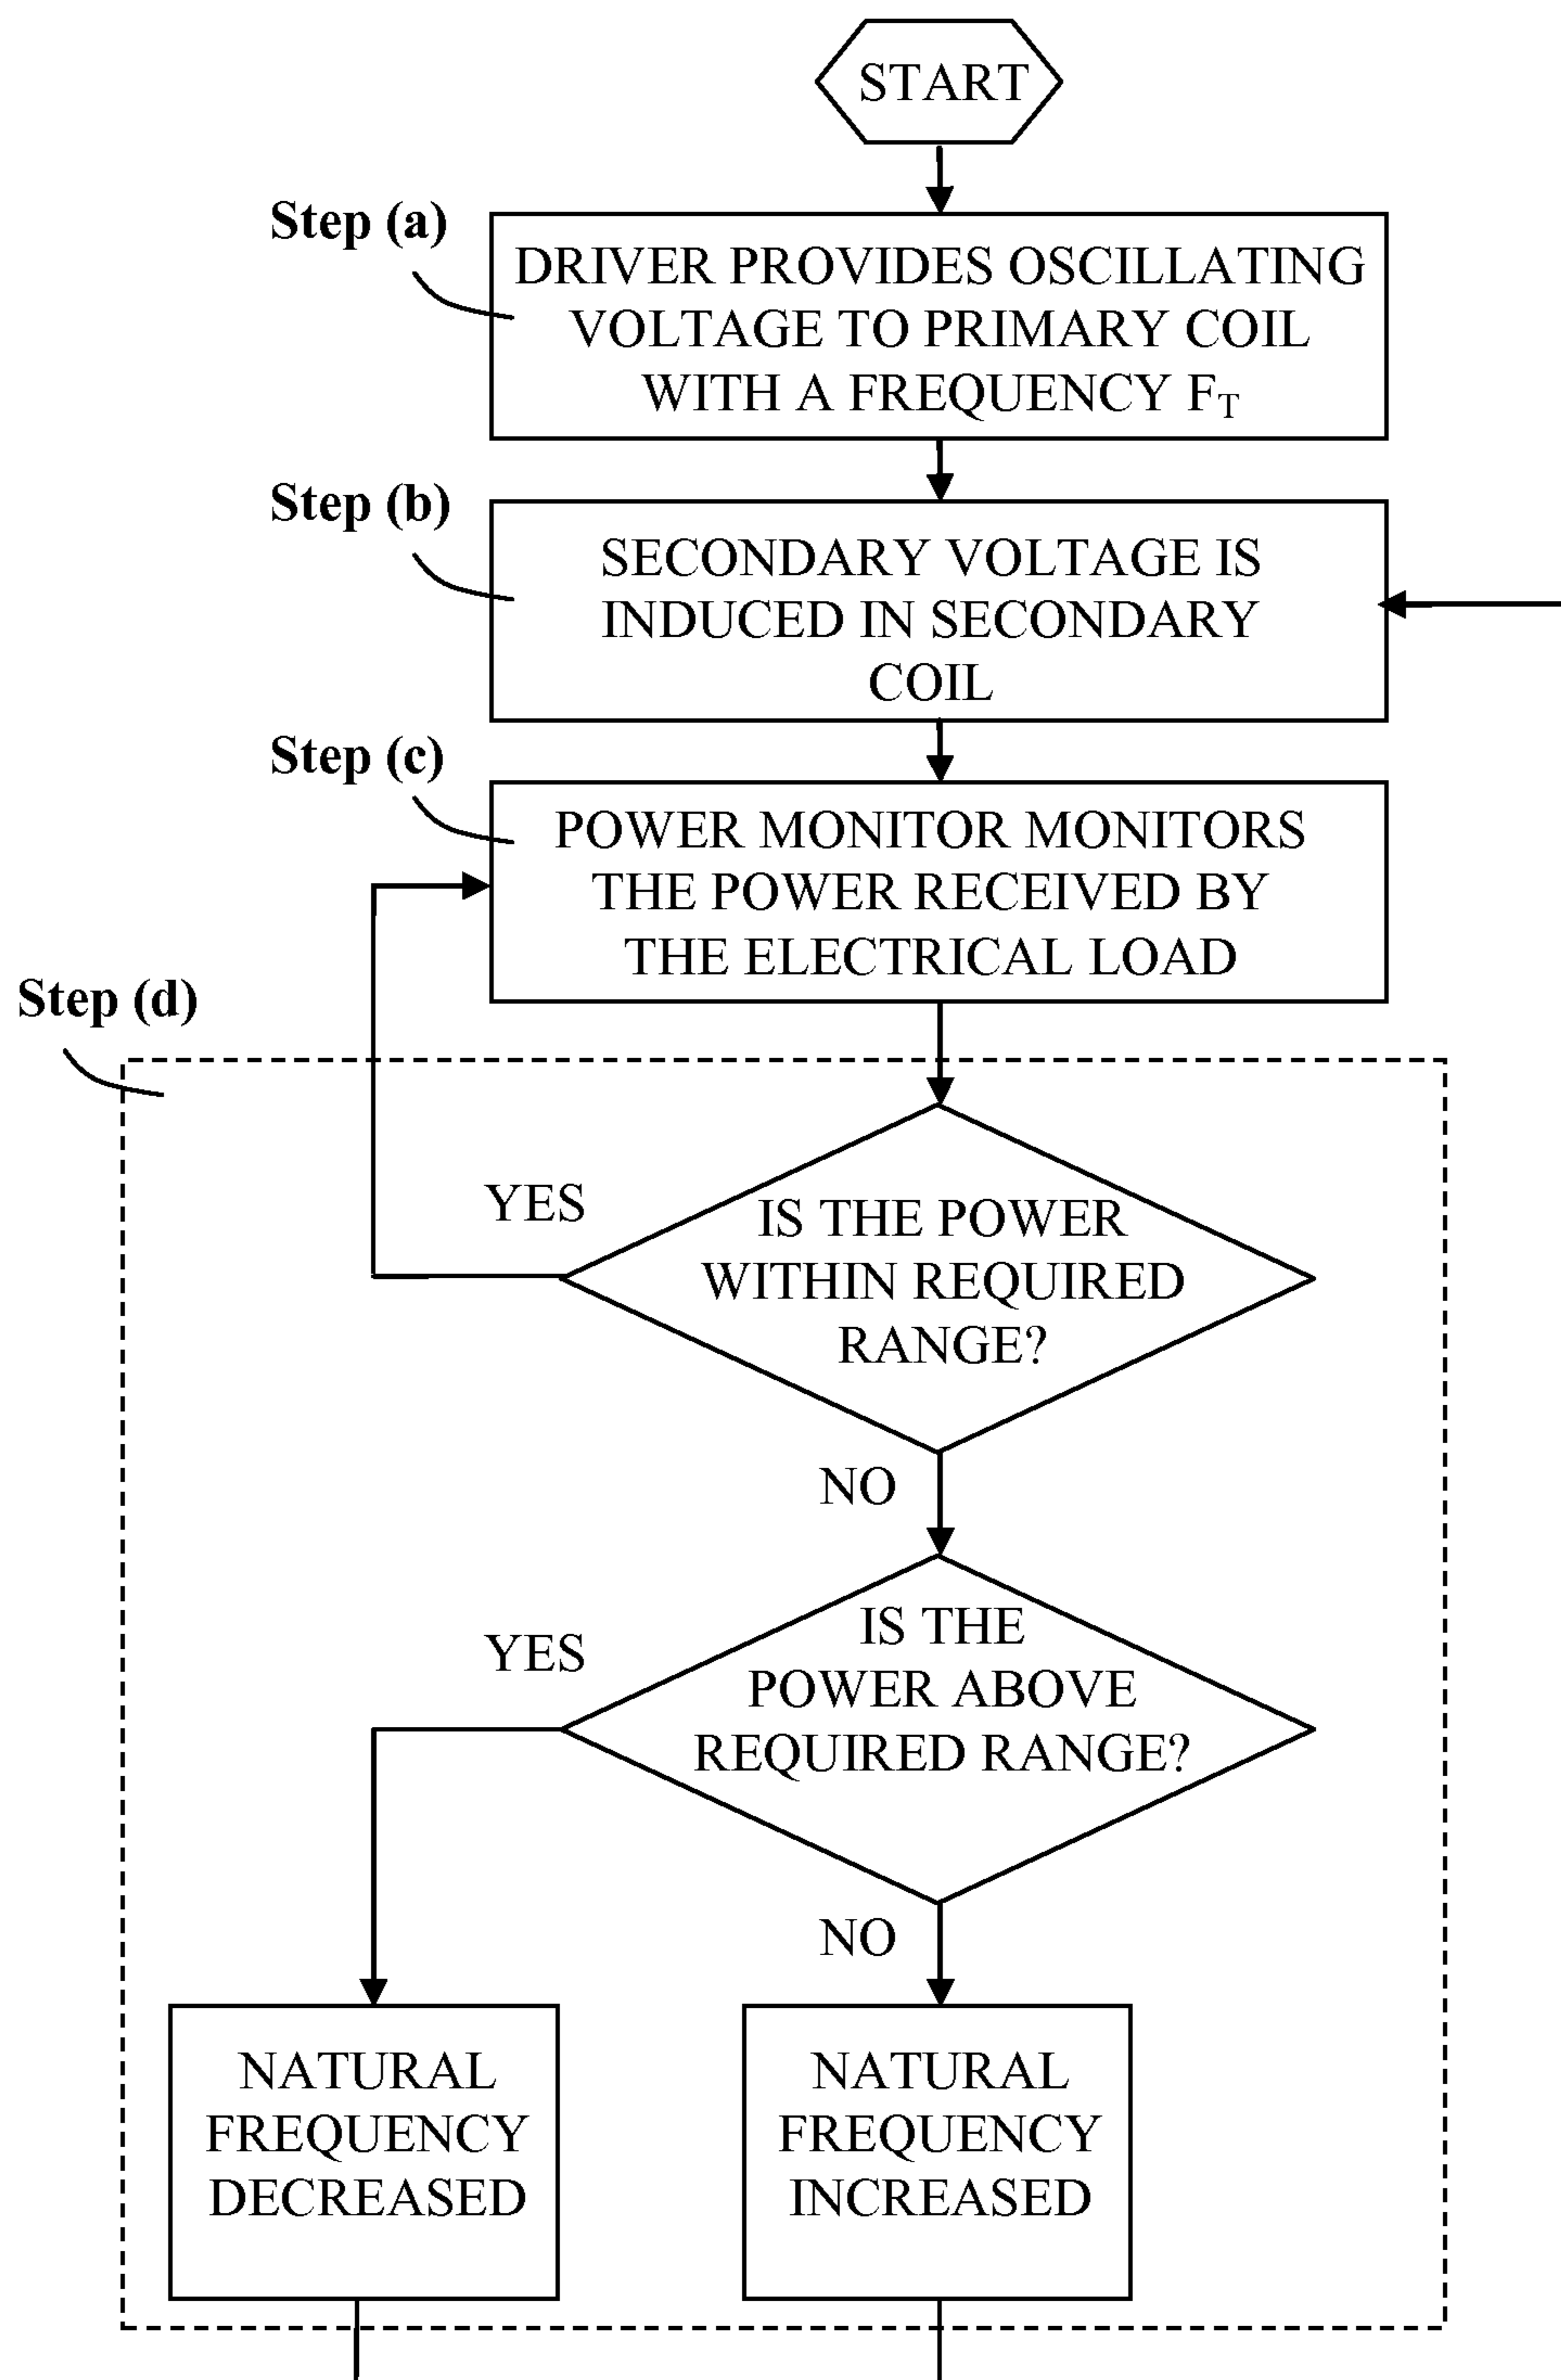 START
Step (a)
DRIVER PROVIDES OSCILLATING
VOLTAGE TO PRIMARY COIL
WITH A FREQUENCY F_T
Step (b)
SECONDARY VOLTAGE IS
INDUCED IN SECONDARY
COIL
Step (c)
POWER MONITOR MONITORS
THE POWER RECEIVED BY
THE ELECTRICAL LOAD
Step (d)
YES
IS THE POWER
WITHIN REQUIRED
RANGE?
NO
YES
IS THE
POWER ABOVE
REQUIRED RANGE?
NO
NATURAL
FREQUENCY
DECREASED
NATURAL
FREQUENCY
INCREASED